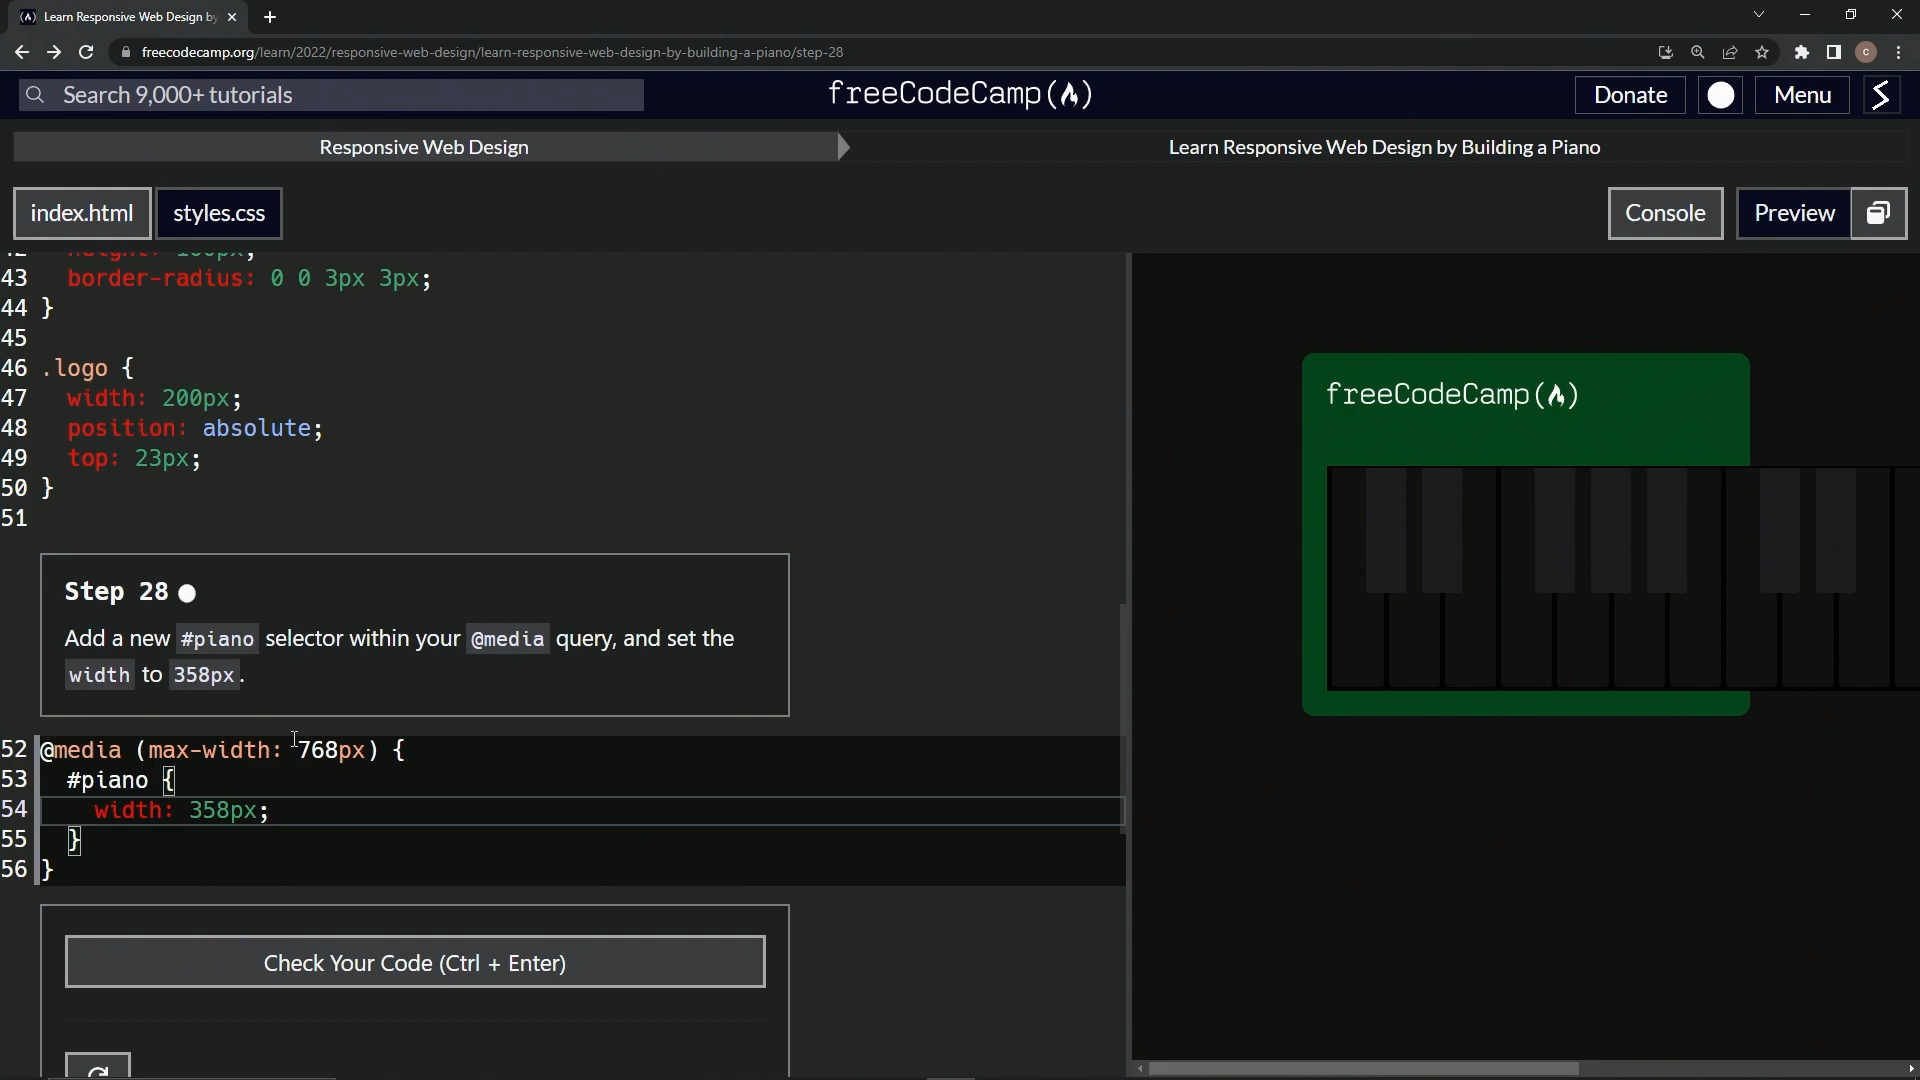 Learn Responsive Web Design by
freecodecamp.org/learn/2022/responsive-web-design/learn-responsive-web-design-by-building-a-piano/step-28
C
Search 9,000+ tutorials
freeCodeCamp
Donate
Menu
Responsive Web Design
Learn Responsive Web Design by Building a Piano
index.html
styles.css
Console
Preview
43 border-radius: 0 0 3px 3px;
44 }
45
46 .logo {
47 width: 200px;
48 position: absolute;
49 top: 23px;
50 }
51
Step 28
Add a new #piano selector within your @media query, and set the
width to 358px.
52 @media (max-width: 768px) {
53 #piano {
54 width: 358px;
55 }
56 }
Check Your Code (Ctrl + Enter)
freeCodeCamp